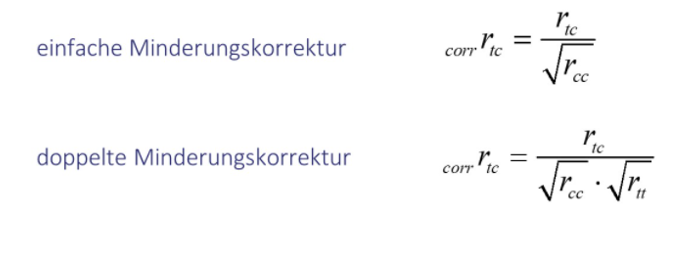 einfache Minderungskorrektur corr r_tc = r_tc / √r_cc
doppelte Minderungskorrektur corr r_tc = r_tc / √r_cc · √r_tt